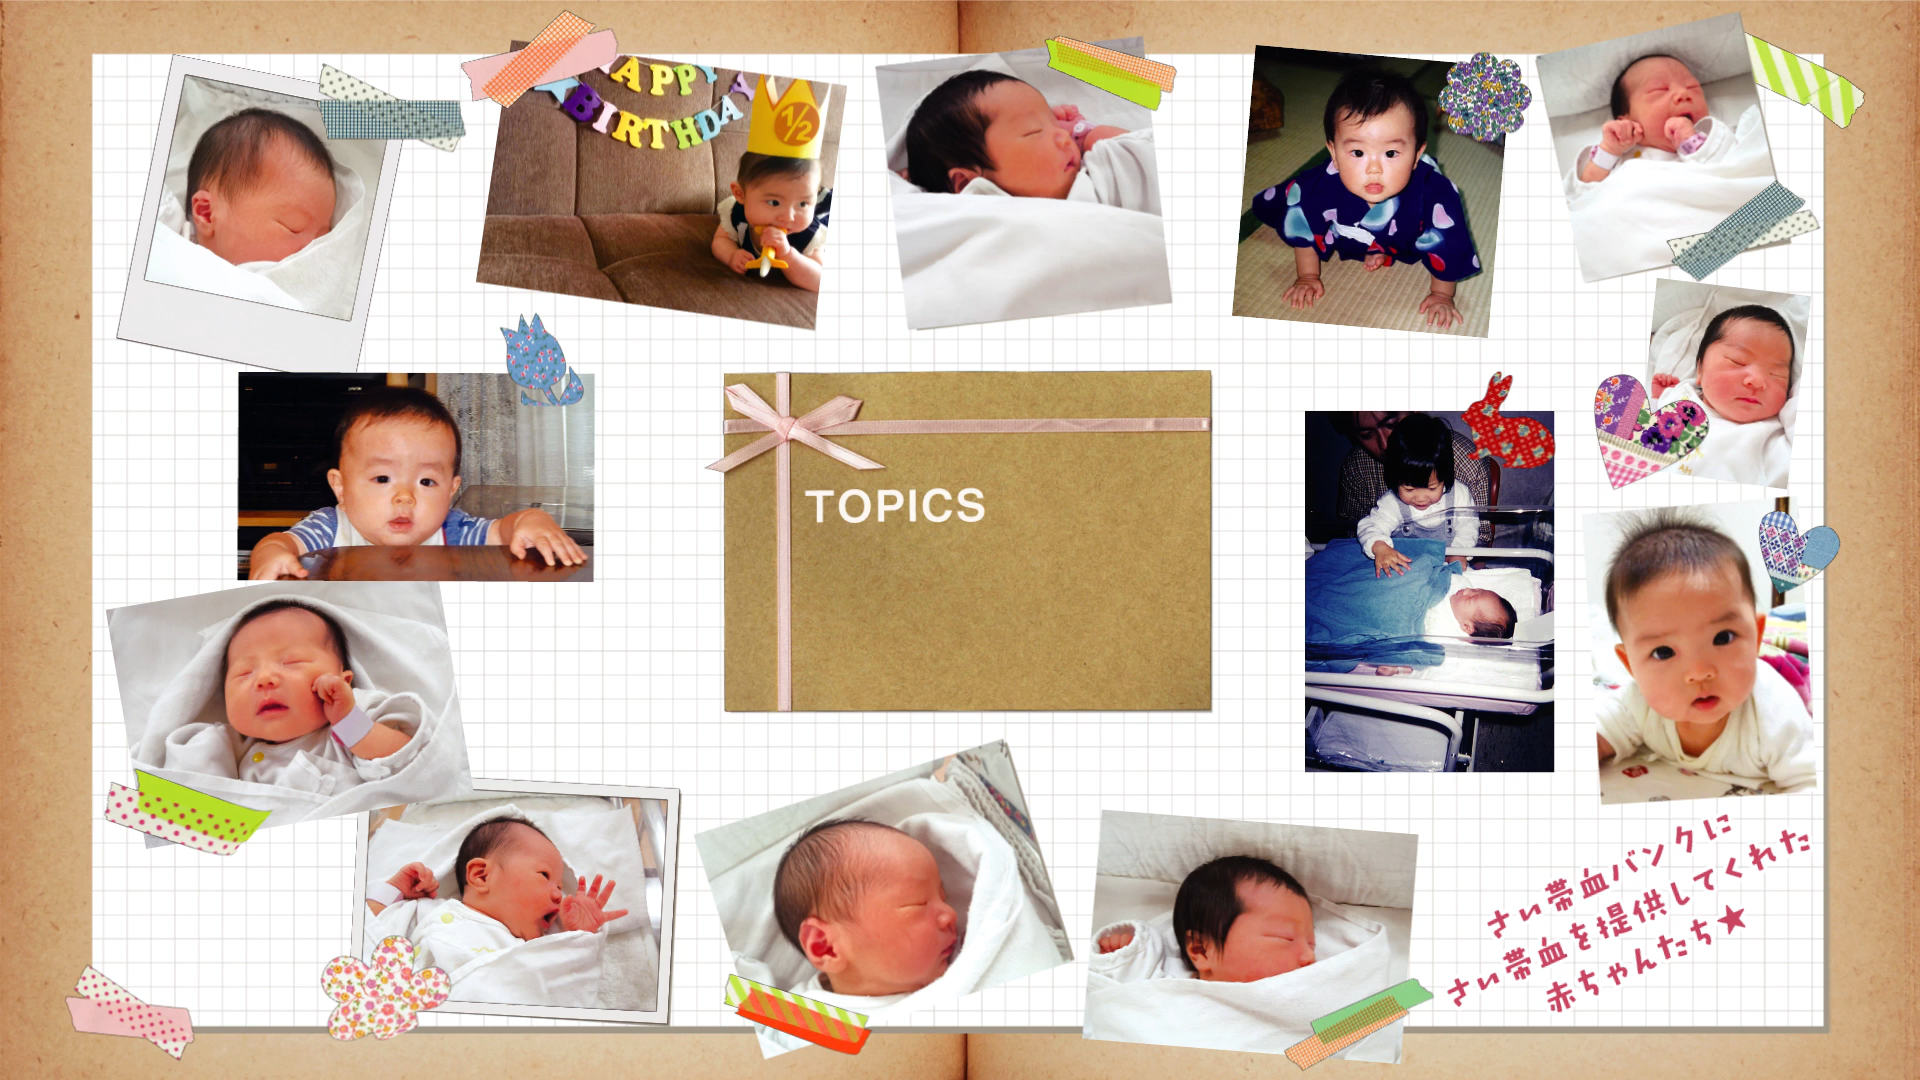 HAPPY
BIRTHDAY
1/2
TOPICS
さい帯血バンクに
さい帯血を提供してくれた
赤ちゃんたち★